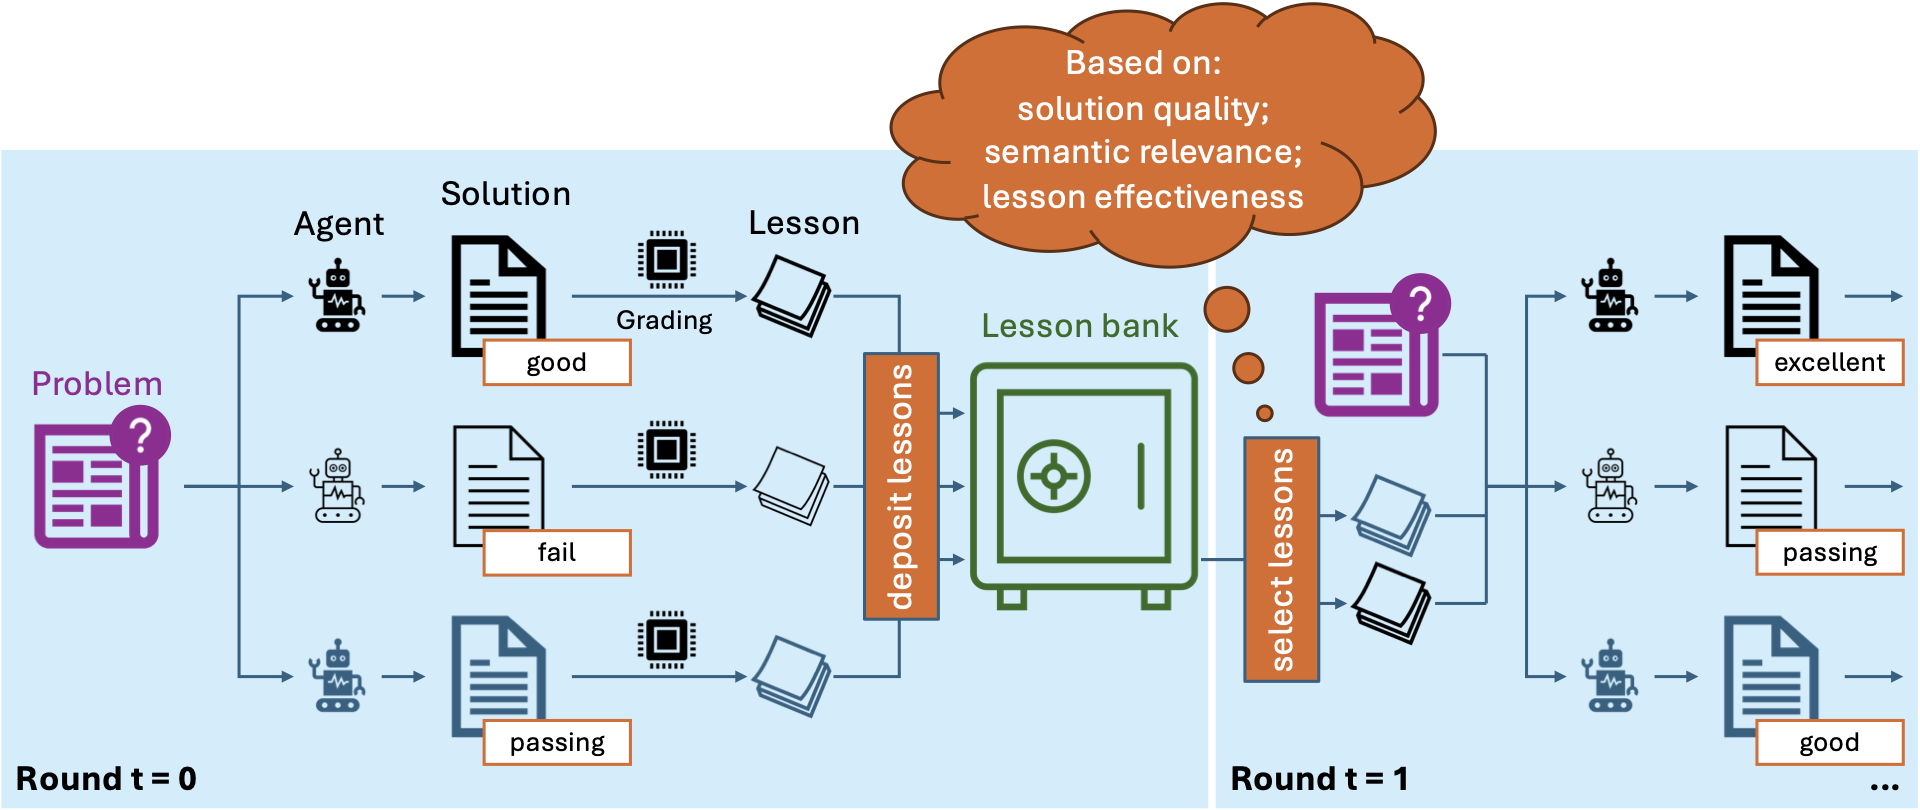 Based on:
solution quality;
semantic relevance;
lesson effectiveness
Problem
?
Agent
Solution
Grading
Lesson
good
fail
passing
deposit lessons
Lesson bank
select lessons
?
excellent
passing
good
Round t = 0
Round t = 1
...